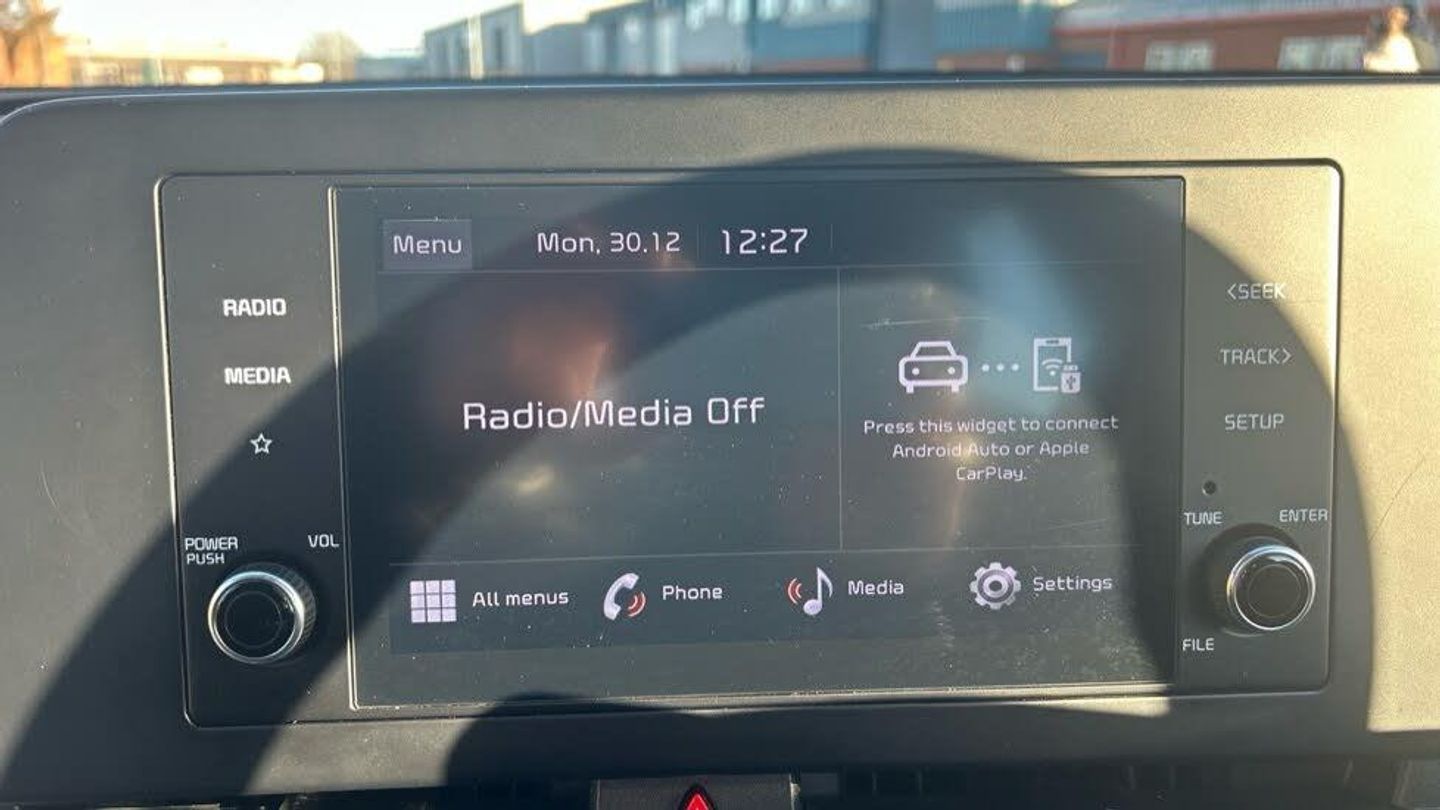 Menu
Mon, 30.12
12:27
RADIO
MEDIA
Radio/Media Off
Press this widget to connect
Android Auto or Apple
CarPlay.
<SEEK
TRACK>
SETUP
POWER
PUSH
VOL
All menus
Phone
Media
Settings
TUNE
ENTER
FILE